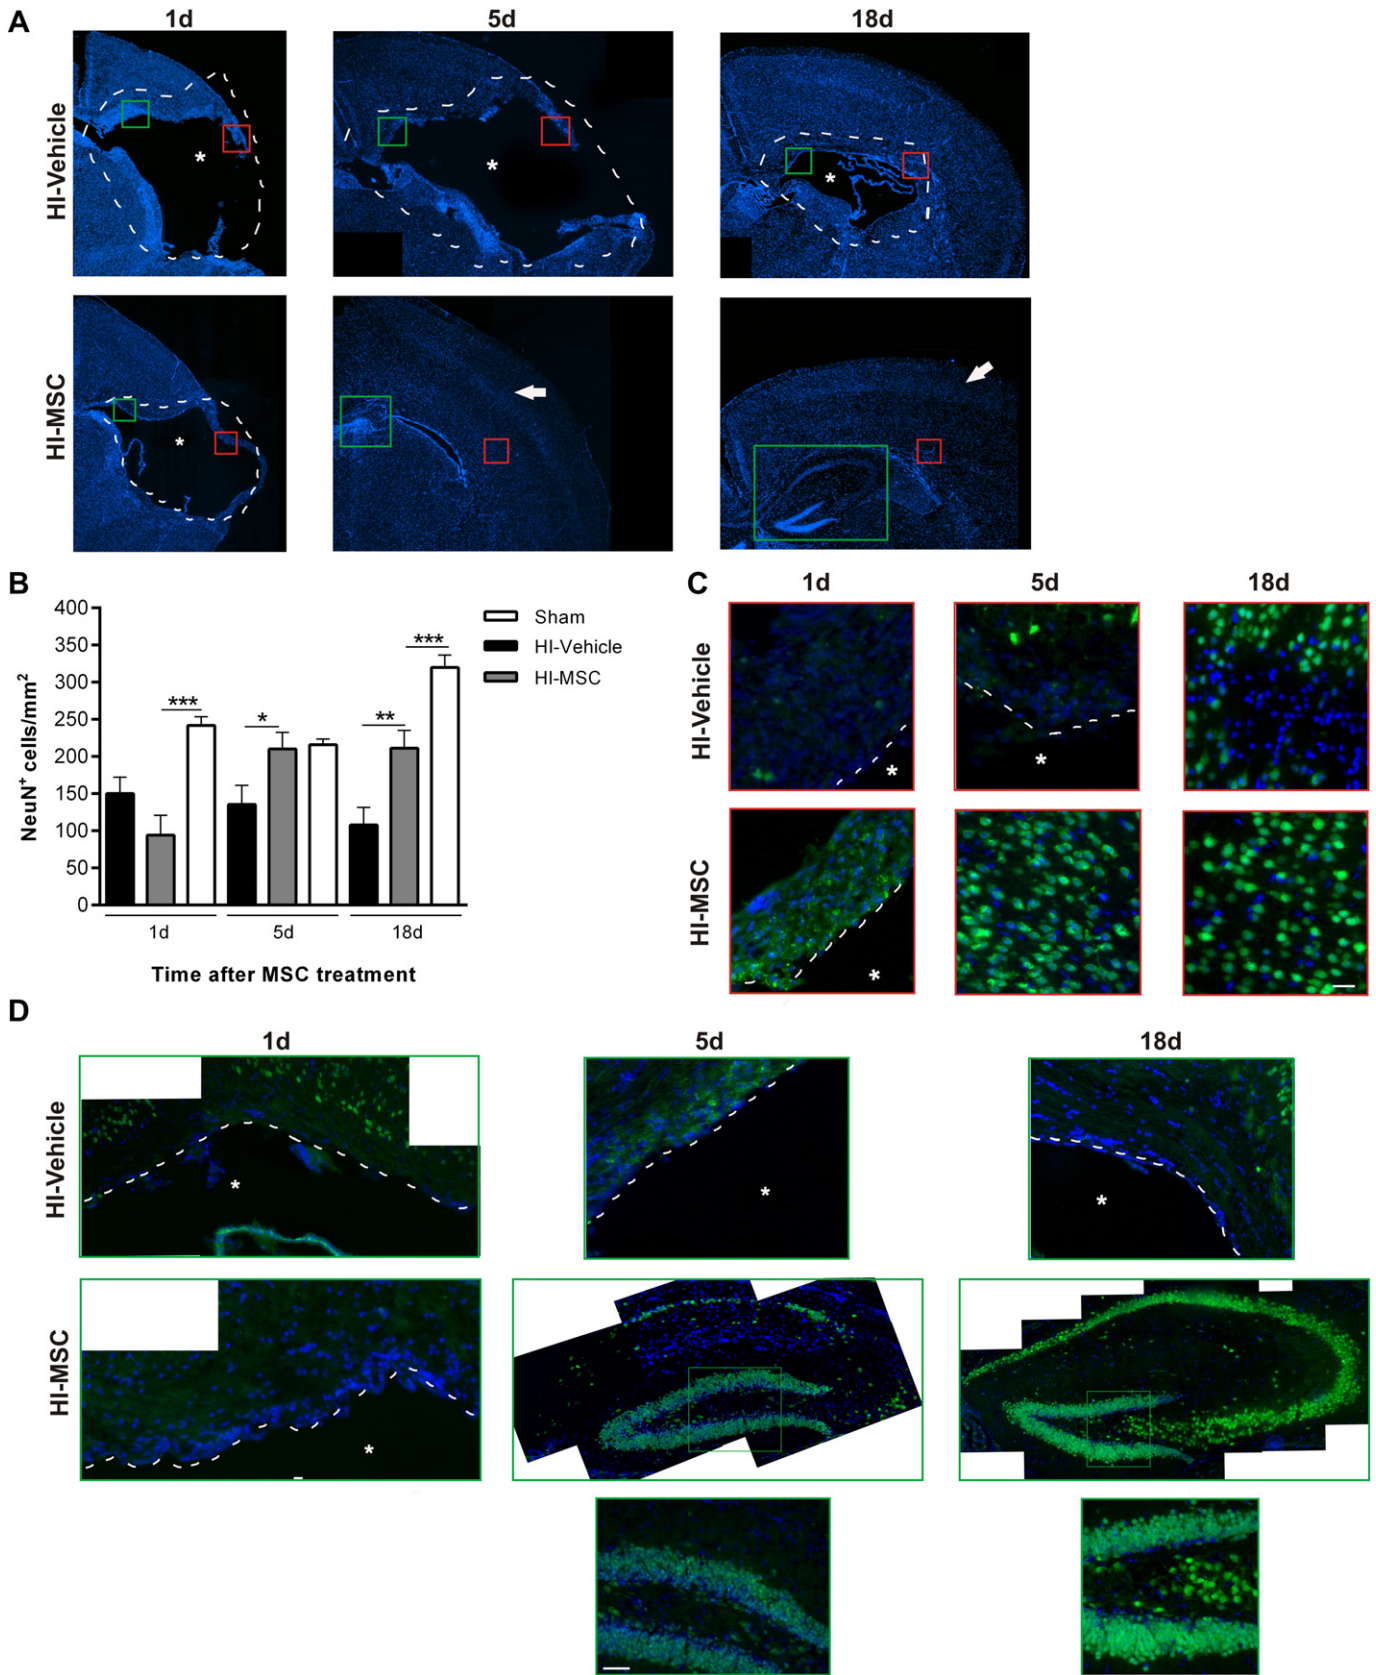 A
1d
5d
18d
HI-Vehicle
*
*
*
HI-MSC
*
B
400
350
300
250
200
150
100
50
0
NeuN+ cells/mm2
***
*
**
***
Sham
HI-Vehicle
HI-MSC
1d
5d
18d
Time after MSC treatment
C
1d
5d
18d
HI-Vehicle
*
*
HI-MSC
*
D
1d
5d
18d
HI-Vehicle
*
*
*
HI-MSC
*